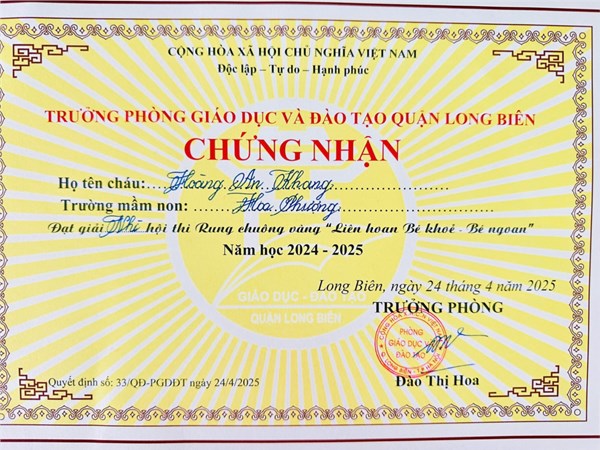 CỘNG HÒA XÃ HỘI CHỦ NGHĨA VIỆT NAM
Độc lập – Tự do – Hạnh phúc
TRƯỞNG PHÒNG GIÁO DỤC VÀ ĐÀO TẠO QUẬN LONG BIÊN
CHỨNG NHẬN
Họ tên cháu:....Hoàng An Khang......................
Trường mầm non: .......Hoa Phượng..............................
Đạt giải Nhì hội thi Rung chuông vàng "Liên hoan Bé khoẻ - Bé ngoan"
Năm học 2024 - 2025
Long Biên, ngày 24 tháng 4 năm 2025
TRƯỞNG PHÒNG
GIÁO DỤC - ĐÀO TẠO
QUẬN LONG BIÊN
PHÒNG
GIÁO DỤC
ĐÀO TẠO
Đào Thị Hoa
Quyết định số: 33/QĐ-PGDĐT ngày 24/4/2025